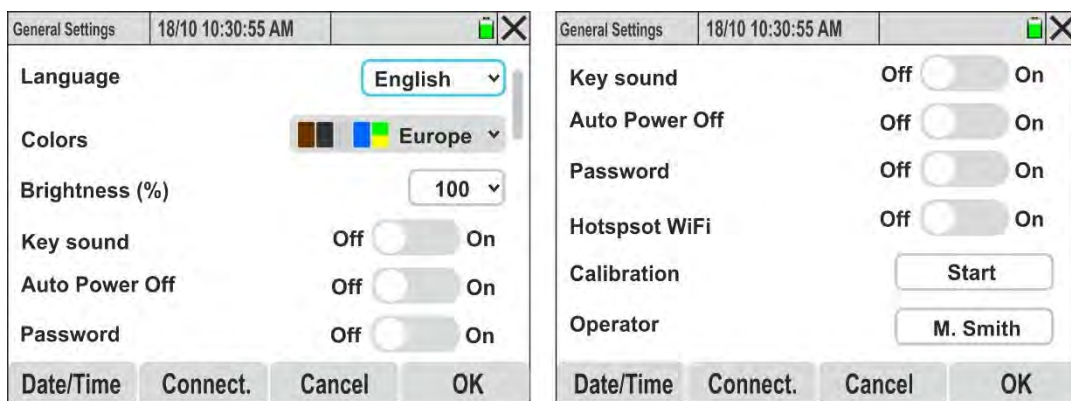 General Settings 18/10 10:30:55 AM
Language English
Colors Europe
Brightness (%) 100
Key sound Off On
Auto Power Off Off On
Password Off On
Date/Time Connect. Cancel OK
General Settings 18/10 10:30:55 AM
Key sound Off On
Auto Power Off Off On
Password Off On
Hotspsot WiFi Off On
Calibration Start
Operator M. Smith
Date/Time Connect. Cancel OK